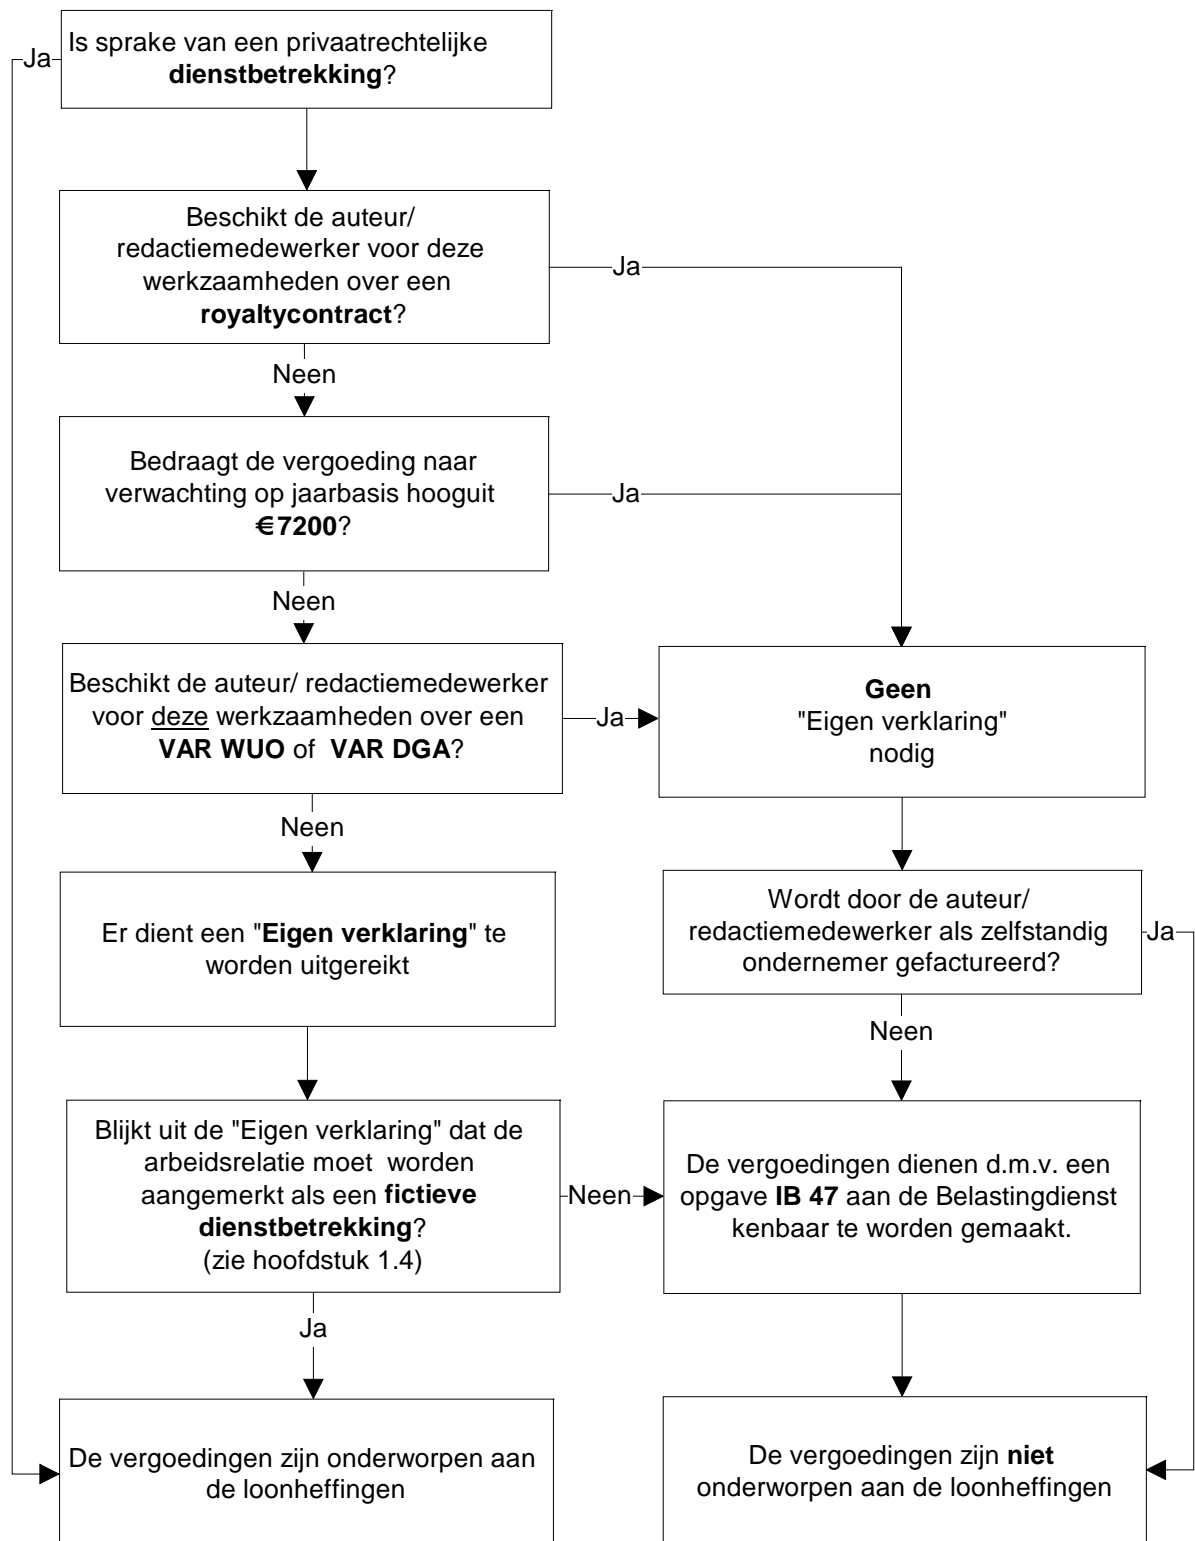 Ja
Is sprake van een privaatrechtelijke
dienstbetrekking?
Beschikt de auteur/
redactiemedewerker voor deze
werkzaamheden over een
royaltycontract?
Ja
Neen
Bedraagt de vergoeding naar
verwachting op jaarbasis hooguit
€7200?
Ja
Neen
Beschikt de auteur/ redactiemedewerker
voor deze werkzaamheden over een
VAR WUO of VAR DGA?
Ja
Geen
"Eigen verklaring"
nodig
Neen
Er dient een "Eigen verklaring" te
worden uitgereikt
Wordt door de auteur/
redactiemedewerker als zelfstandig
ondernemer gefactureerd?
Ja
Neen
Blijkt uit de "Eigen verklaring" dat de
arbeidsrelatie moet worden
aangemerkt als een fictieve
dienstbetrekking?
(zie hoofdstuk 1.4)
Neen
De vergoedingen dienen d.m.v. een
opgave IB 47 aan de Belastingdienst
kenbaar te worden gemaakt.
Ja
De vergoedingen zijn onderworpen aan
de loonheffingen
De vergoedingen zijn niet
onderworpen aan de loonheffingen